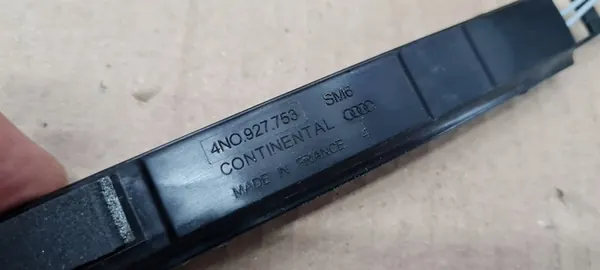 4N0.927.753 SM6
CONTINENTAL
MADE IN FRANCE